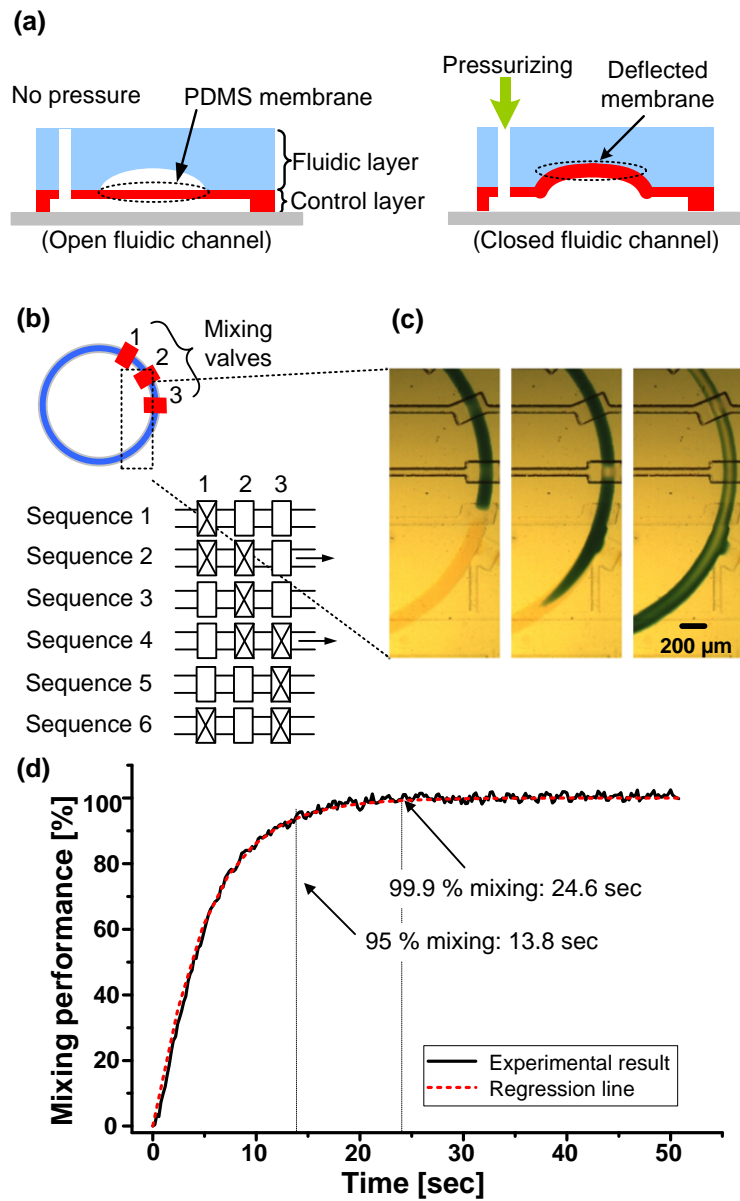 (a)
No pressure
PDMS membrane
Fluidic layer
Control layer
(Open fluidic channel)
Pressurizing
Deflected
membrane
(Closed fluidic channel)
(b)
1
2
3
Mixing
valves
1 2 3
Sequence 1
Sequence 2
Sequence 3
Sequence 4
Sequence 5
Sequence 6
(c)
200 µm
(d)
Mixing performance [%]
100
80
60
40
20
0
99.9 % mixing: 24.6 sec
95 % mixing: 13.8 sec
Experimental result
Regression line
0 10 20 30 40 50
Time [sec]